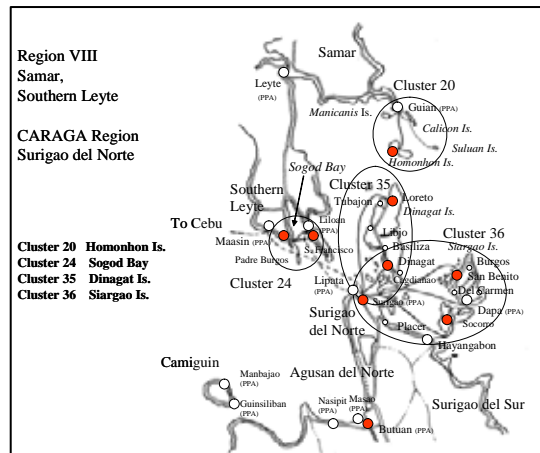 Region VIII
Samar,
Southern Leyte
CARAGA Region
Surigao del Norte
Cluster 20 Homonhon Is.
Cluster 24 Sogod Bay
Cluster 35 Dinagat Is.
Cluster 36 Siargao Is.
Samar
Leyte
(PPA)
Cluster 20
Guian (PPA)
Manicanis Is.
Calicon Is.
Suluan Is.
Homonhon Is.
Sogod Bay
Cluster 35
Southern
Leyte
Tubajon
Loreto
Dinagat Is.
To Cebu
Liloan
(PPA)
Libjo
Cluster 36
Maasin (PPA)
S. Francisco
Basiliza
Siargao Is.
Padre Burgos
Dinagat
Burgos
Cluster 24
Lipata
(PPA)
Cagdianao
San Benito
Del Carmen
Surigao (PPA)
Dapa (PPA)
Surigao
del Norte
Placer
Socorro
Hayangabon
Camiguin
Manbajao
(PPA)
Agusan del Norte
Guinsiliban
(PPA)
Nasipit
(PPA)
Masao
(PPA)
Surigao del Sur
Butuan (PPA)